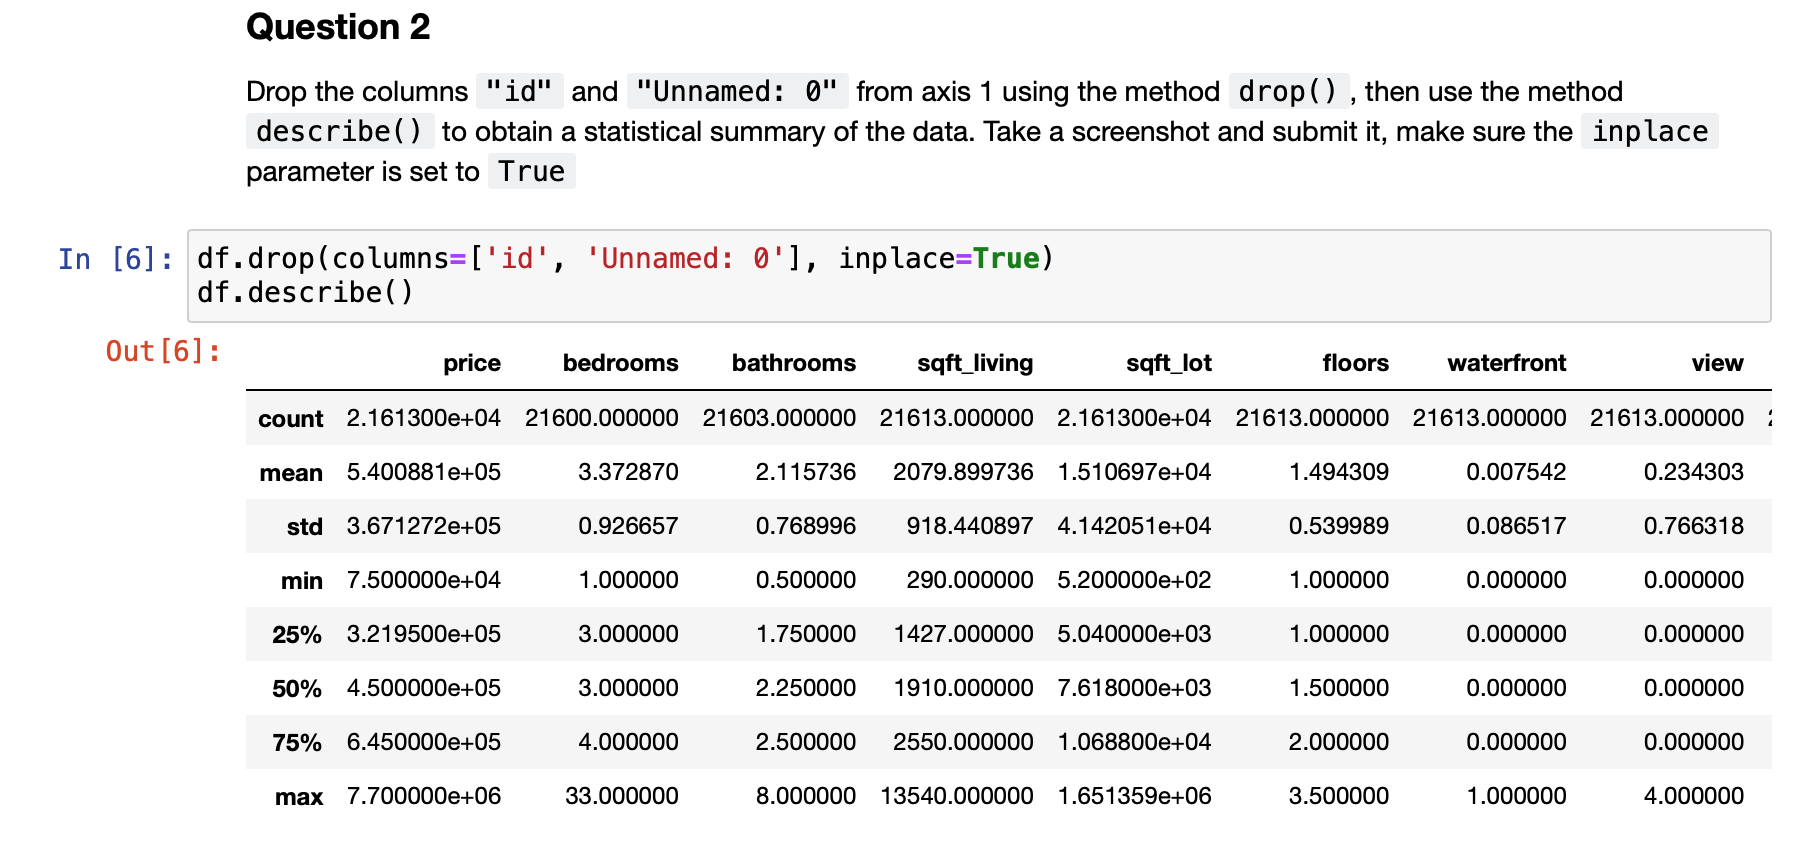 Question 2
Drop the columns "id" and "Unnamed: 0" from axis 1 using the method drop() , then use the method
describe() to obtain a statistical summary of the data. Take a screenshot and submit it, make sure the inplace
parameter is set to True
In [6]: df.drop(columns=['id', 'Unnamed: 0'], inplace=True)
df.describe()
Out[6]:
price bedrooms bathrooms sqft_living sqft_lot floors waterfront view
count 2.161300e+04 21600.000000 21603.000000 21613.000000 2.161300e+04 21613.000000 21613.000000 21613.000000
mean 5.400881e+05 3.372870 2.115736 2079.899736 1.510697e+04 1.494309 0.007542 0.234303
std 3.671272e+05 0.926657 0.768996 918.440897 4.142051e+04 0.539989 0.086517 0.766318
min 7.500000e+04 1.000000 0.500000 290.000000 5.200000e+02 1.000000 0.000000 0.000000
25% 3.219500e+05 3.000000 1.750000 1427.000000 5.040000e+03 1.000000 0.000000 0.000000
50% 4.500000e+05 3.000000 2.250000 1910.000000 7.618000e+03 1.500000 0.000000 0.000000
75% 6.450000e+05 4.000000 2.500000 2550.000000 1.068800e+04 2.000000 0.000000 0.000000
max 7.700000e+06 33.000000 8.000000 13540.000000 1.651359e+06 3.500000 1.000000 4.000000